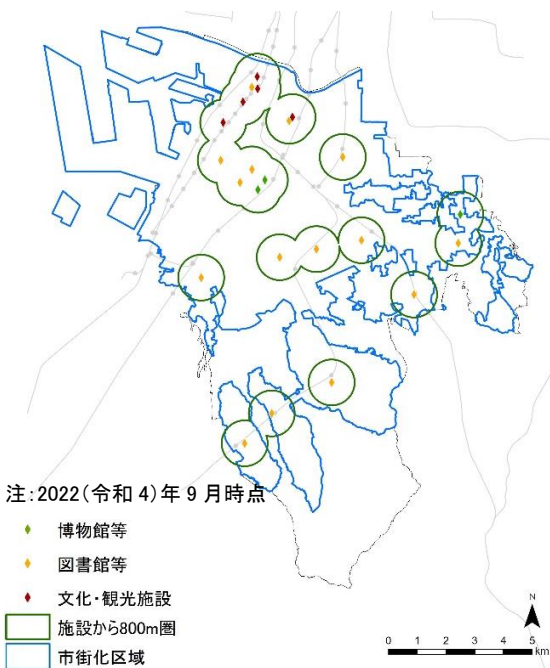 注:2022(令和4)年9月時点
博物館等
図書館等
文化・観光施設
施設から800m圏
市街化区域
N
0 1 2 3 4 5
km